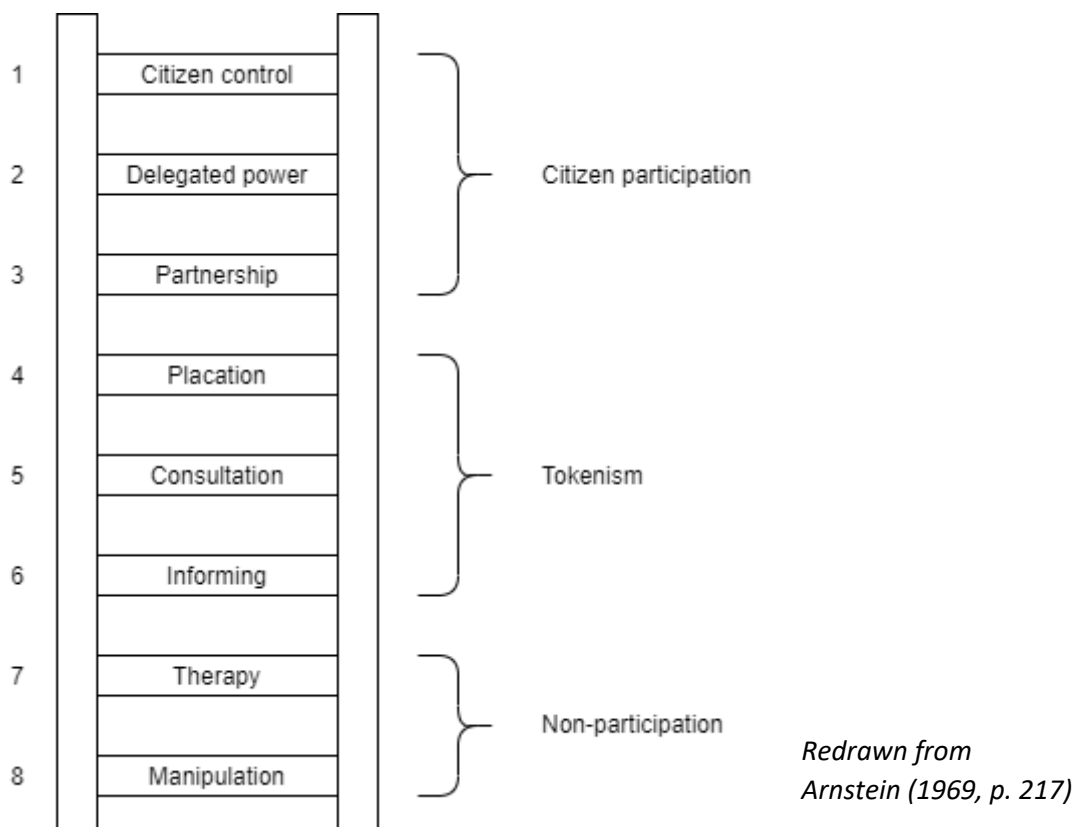 1 Citizen control
2 Delegated power
Citizen participation
3 Partnership
4 Placation
5 Consultation
Tokenism
6 Informing
7 Therapy
Non-participation
8 Manipulation
Redrawn from
Arnstein (1969, p. 217)